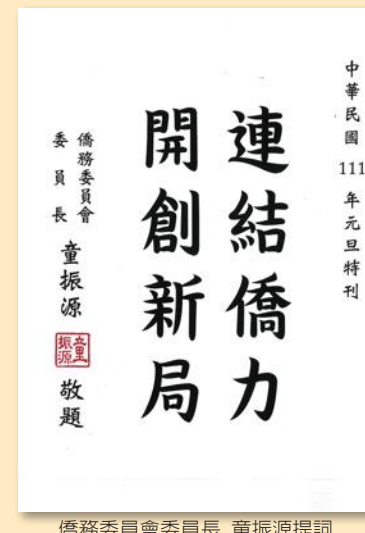 中華民國111年元旦特刊
連結僑力
開創新局
僑務委員會
委員長
童振源
童振源
敬題
僑務委員會委員長 童振源提詞